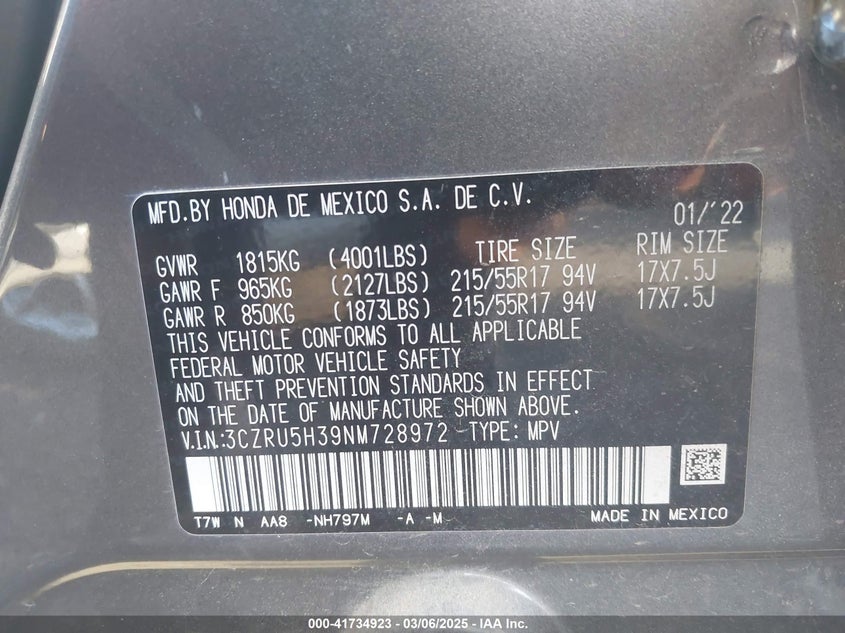 MFD.BY HONDA DE MEXICO S.A. DE C.V. 01/'22
GVWR 1815KG (4001LBS) TIRE SIZE RIM SIZE
GAWR F 965KG (2127LBS) 215/55R17 94V 17X7.5J
GAWR R 850KG (1873LBS) 215/55R17 94V 17X7.5J
THIS VEHICLE CONFORMS TO ALL APPLICABLE
FEDERAL MOTOR VEHICLE SAFETY
AND THEFT PREVENTION STANDARDS IN EFFECT
ON THE DATE OF MANUFACTURE SHOWN ABOVE.
V.I.N.:3CZRU5H39NM728972 TYPE: MPV
T7W N AA8 -NH797M -A -M MADE IN MEXICO
000-41734923 - 03/06/2025 - IAA Inc.